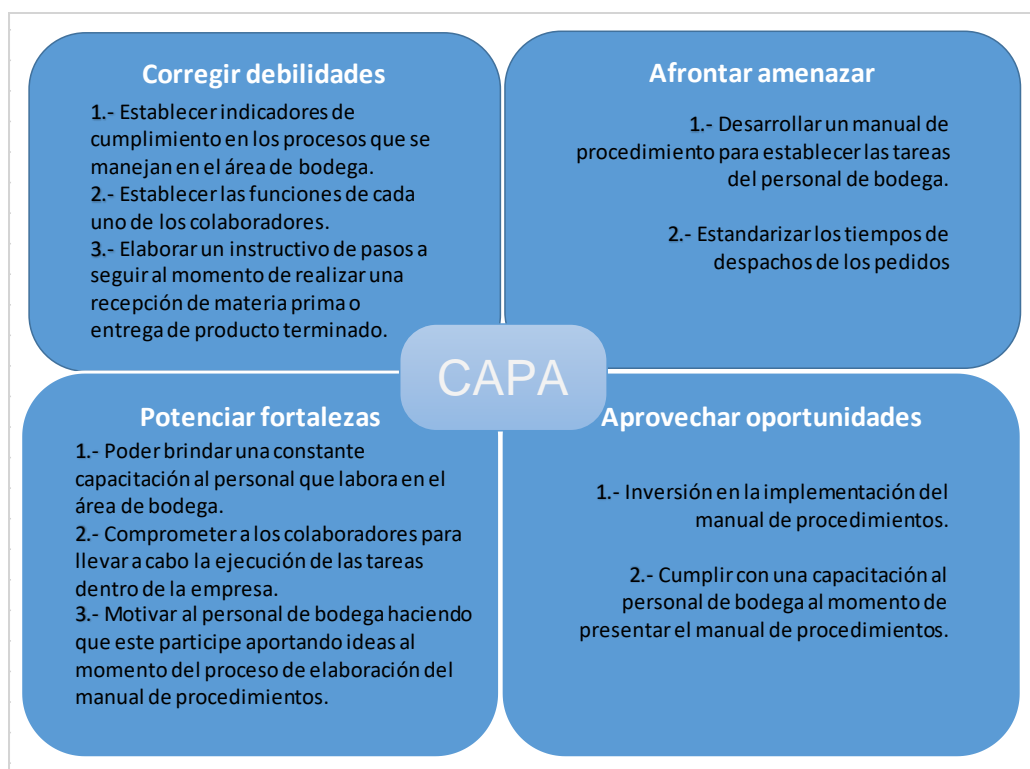 Corregir debilidades
1.- Establecer indicadores de
cumplimiento en los procesos que se
manejan en el área de bodega.
2.- Establecer las funciones de cada
uno de los colaboradores.
3.- Elaborar un instructivo de pasos a
seguir al momento de realizar una
recepción de materia prima o
entrega de producto terminado.
Afrontar amenazar
1.- Desarrollar un manual de
procedimiento para establecer las tareas
del personal de bodega.
2.- Estandarizar los tiempos de
despachos de los pedidos
CAPA
Potenciar fortalezas
1.- Poder brindar una constante
capacitación al personal que labora en el
área de bodega.
2.- Comprometer a los colaboradores para
llevar a cabo la ejecución de las tareas
dentro de la empresa.
3.- Motivar al personal de bodega haciendo
que este participe aportando ideas al
momento del proceso de elaboración del
manual de procedimientos.
Aprovechar oportunidades
1.- Inversión en la implementación del
manual de procedimientos.
2.- Cumplir con una capacitación al
personal de bodega al momento de
presentar el manual de procedimientos.